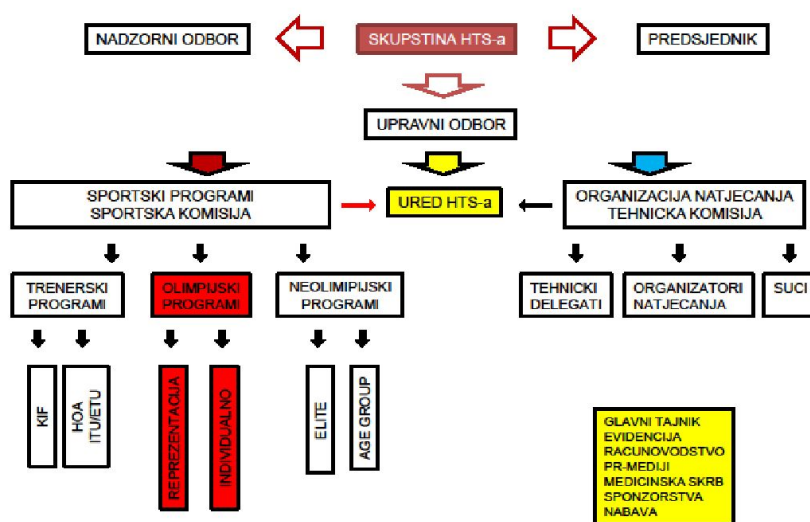 NADZORNI ODBOR
SKUPSTINA HTS-a
PREDSJEDNIK
UPRAVNI ODBOR
SPORTSKI PROGRAMI
SPORTSKA KOMISIJA
URED HTS-a
ORGANIZACIJA NATJECANJA
TEHNICKA KOMISIJA
TRENERSKI
PROGRAMI
OLIMPIJSKI
PROGRAMI
NEOLIMIPIJSKI
PROGRAMI
TEHNICKI
DELEGATI
ORGANIZATORI
NATJECANJA
SUCI
KIF
HOA
ITU/ETU
REPREZENTACIJA
INDIVIDUALNO
ELITE
AGE GROUP
GLAVNI TAJNIK
EVIDENCIJA
RACUNOVODSTVO
PR-MEDIJI
MEDICINSKA SKRB
SPONZORSTVA
NABAVA